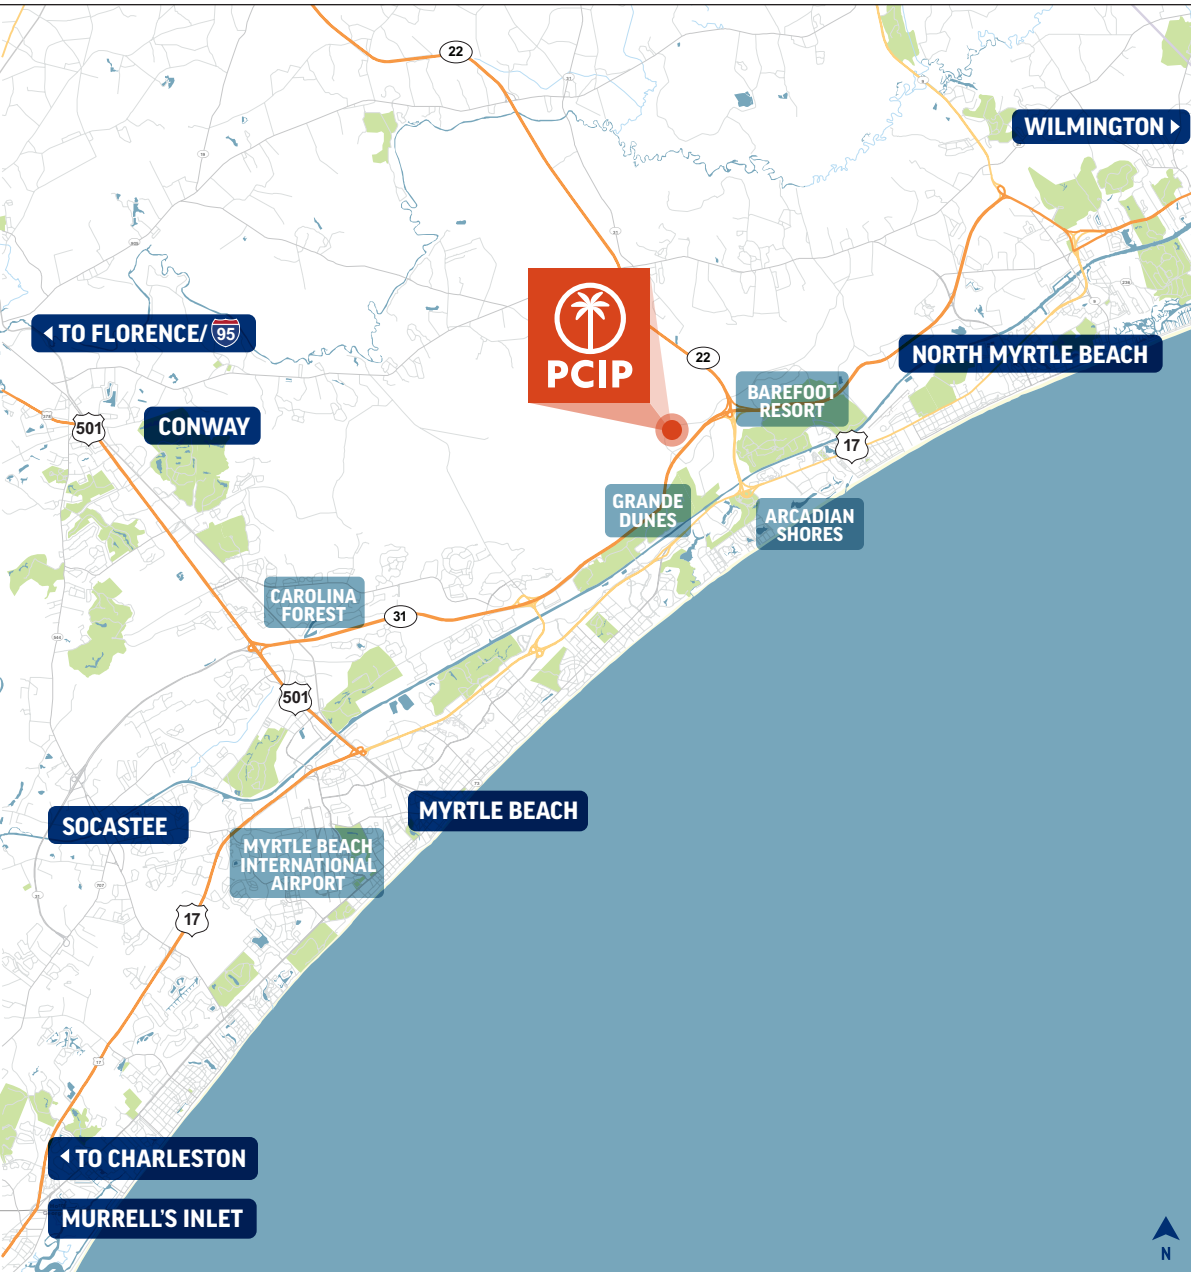 22
WILMINGTON
TO FLORENCE/ 95
PCIP
22
NORTH MYRTLE BEACH
BAREFOOT
RESORT
501
CONWAY
17
GRANDE
DUNES
ARCADIAN
SHORES
CAROLINA
FOREST
31
501
MYRTLE BEACH
SOCASTEE
MYRTLE BEACH
INTERNATIONAL
AIRPORT
17
17
TO CHARLESTON
MURRELL'S INLET
N